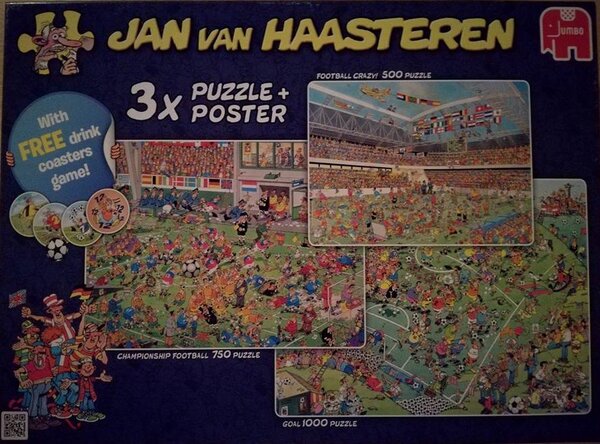 JAN VAN HAASTEREN
JUMBO
FOOTBALL CRAZY! 500 PUZZLE
3x PUZZLE +
POSTER
With
FREE drink
coasters
game!
CHAMPIONSHIP FOOTBALL 750 PUZZLE
GOAL 1000 PUZZLE